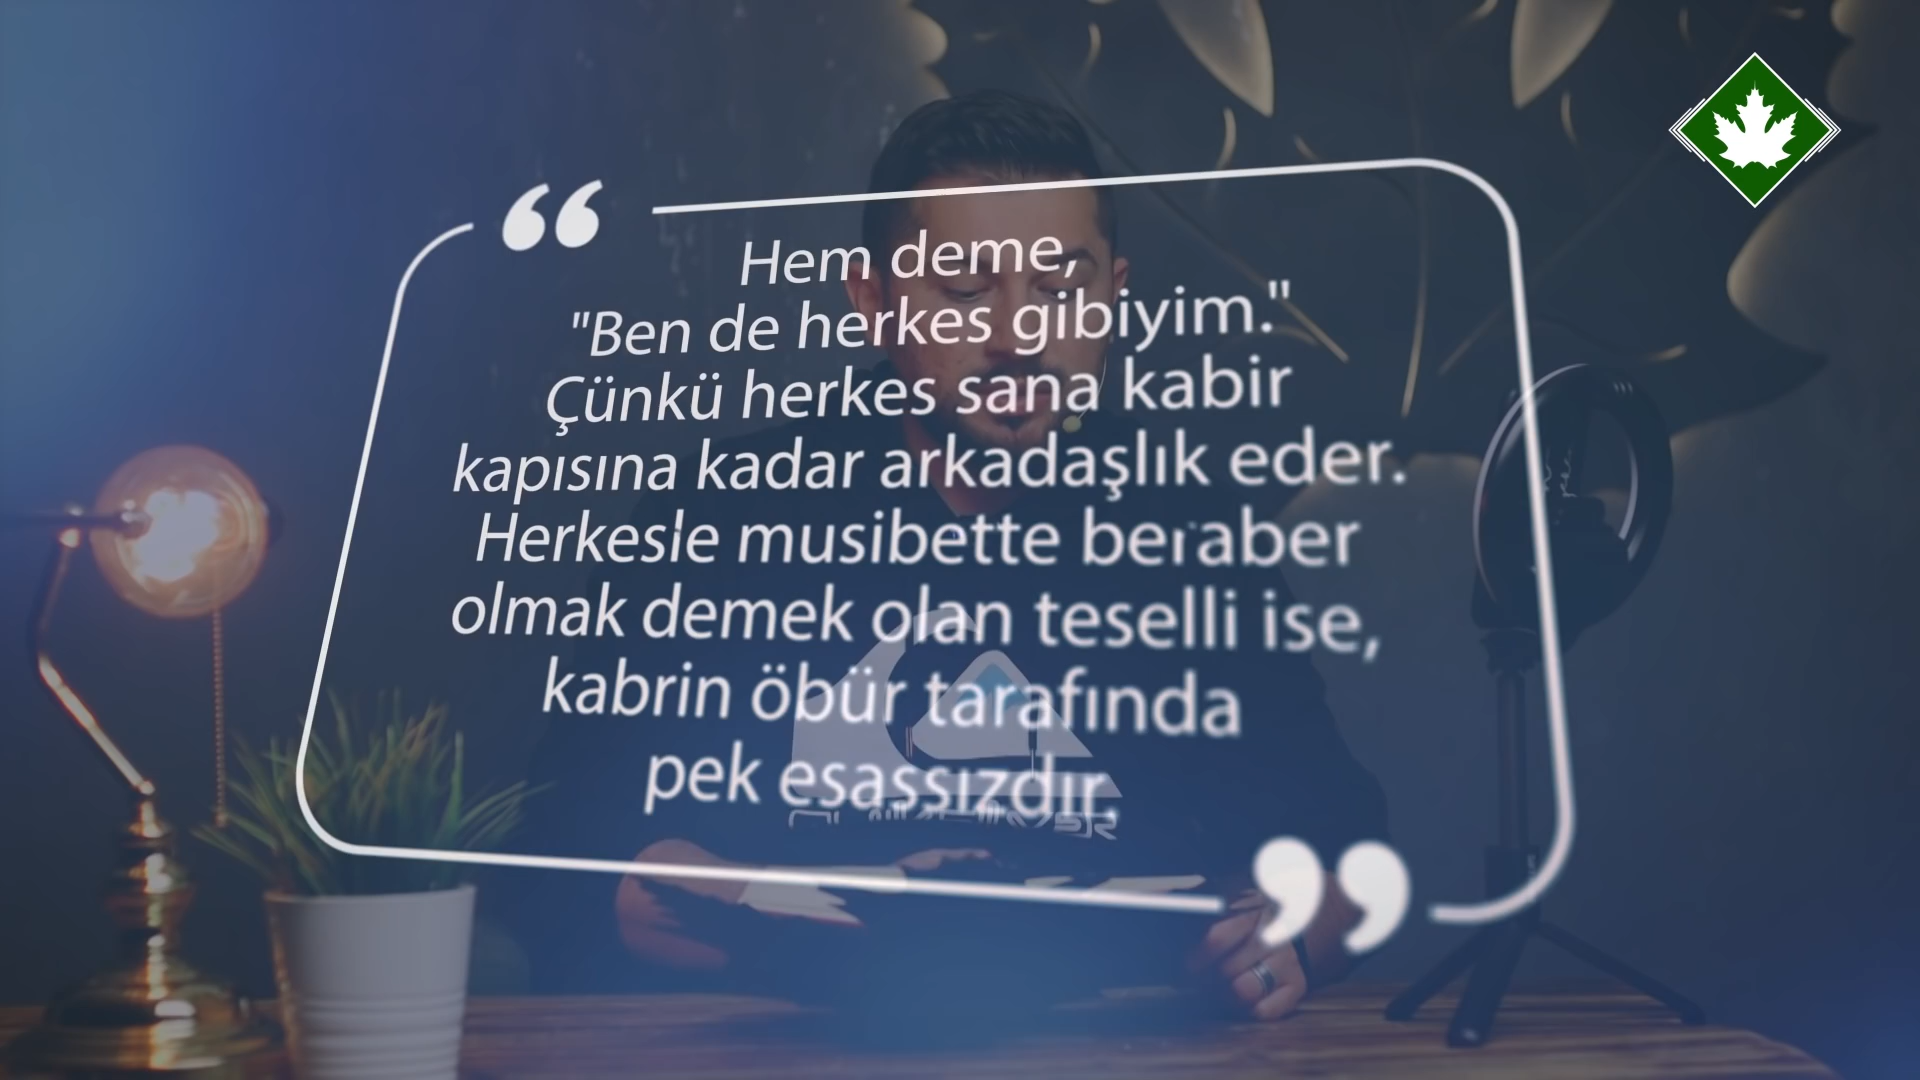 Hem deme,
"Ben de herkes gibiyim."
Çünkü herkes sana kabir
kapısına kadar arkadaşlık eder.
Herkesle musibette beraber
olmak demek olan teselli ise,
kabrin öbür tarafında
pek esassızdır.